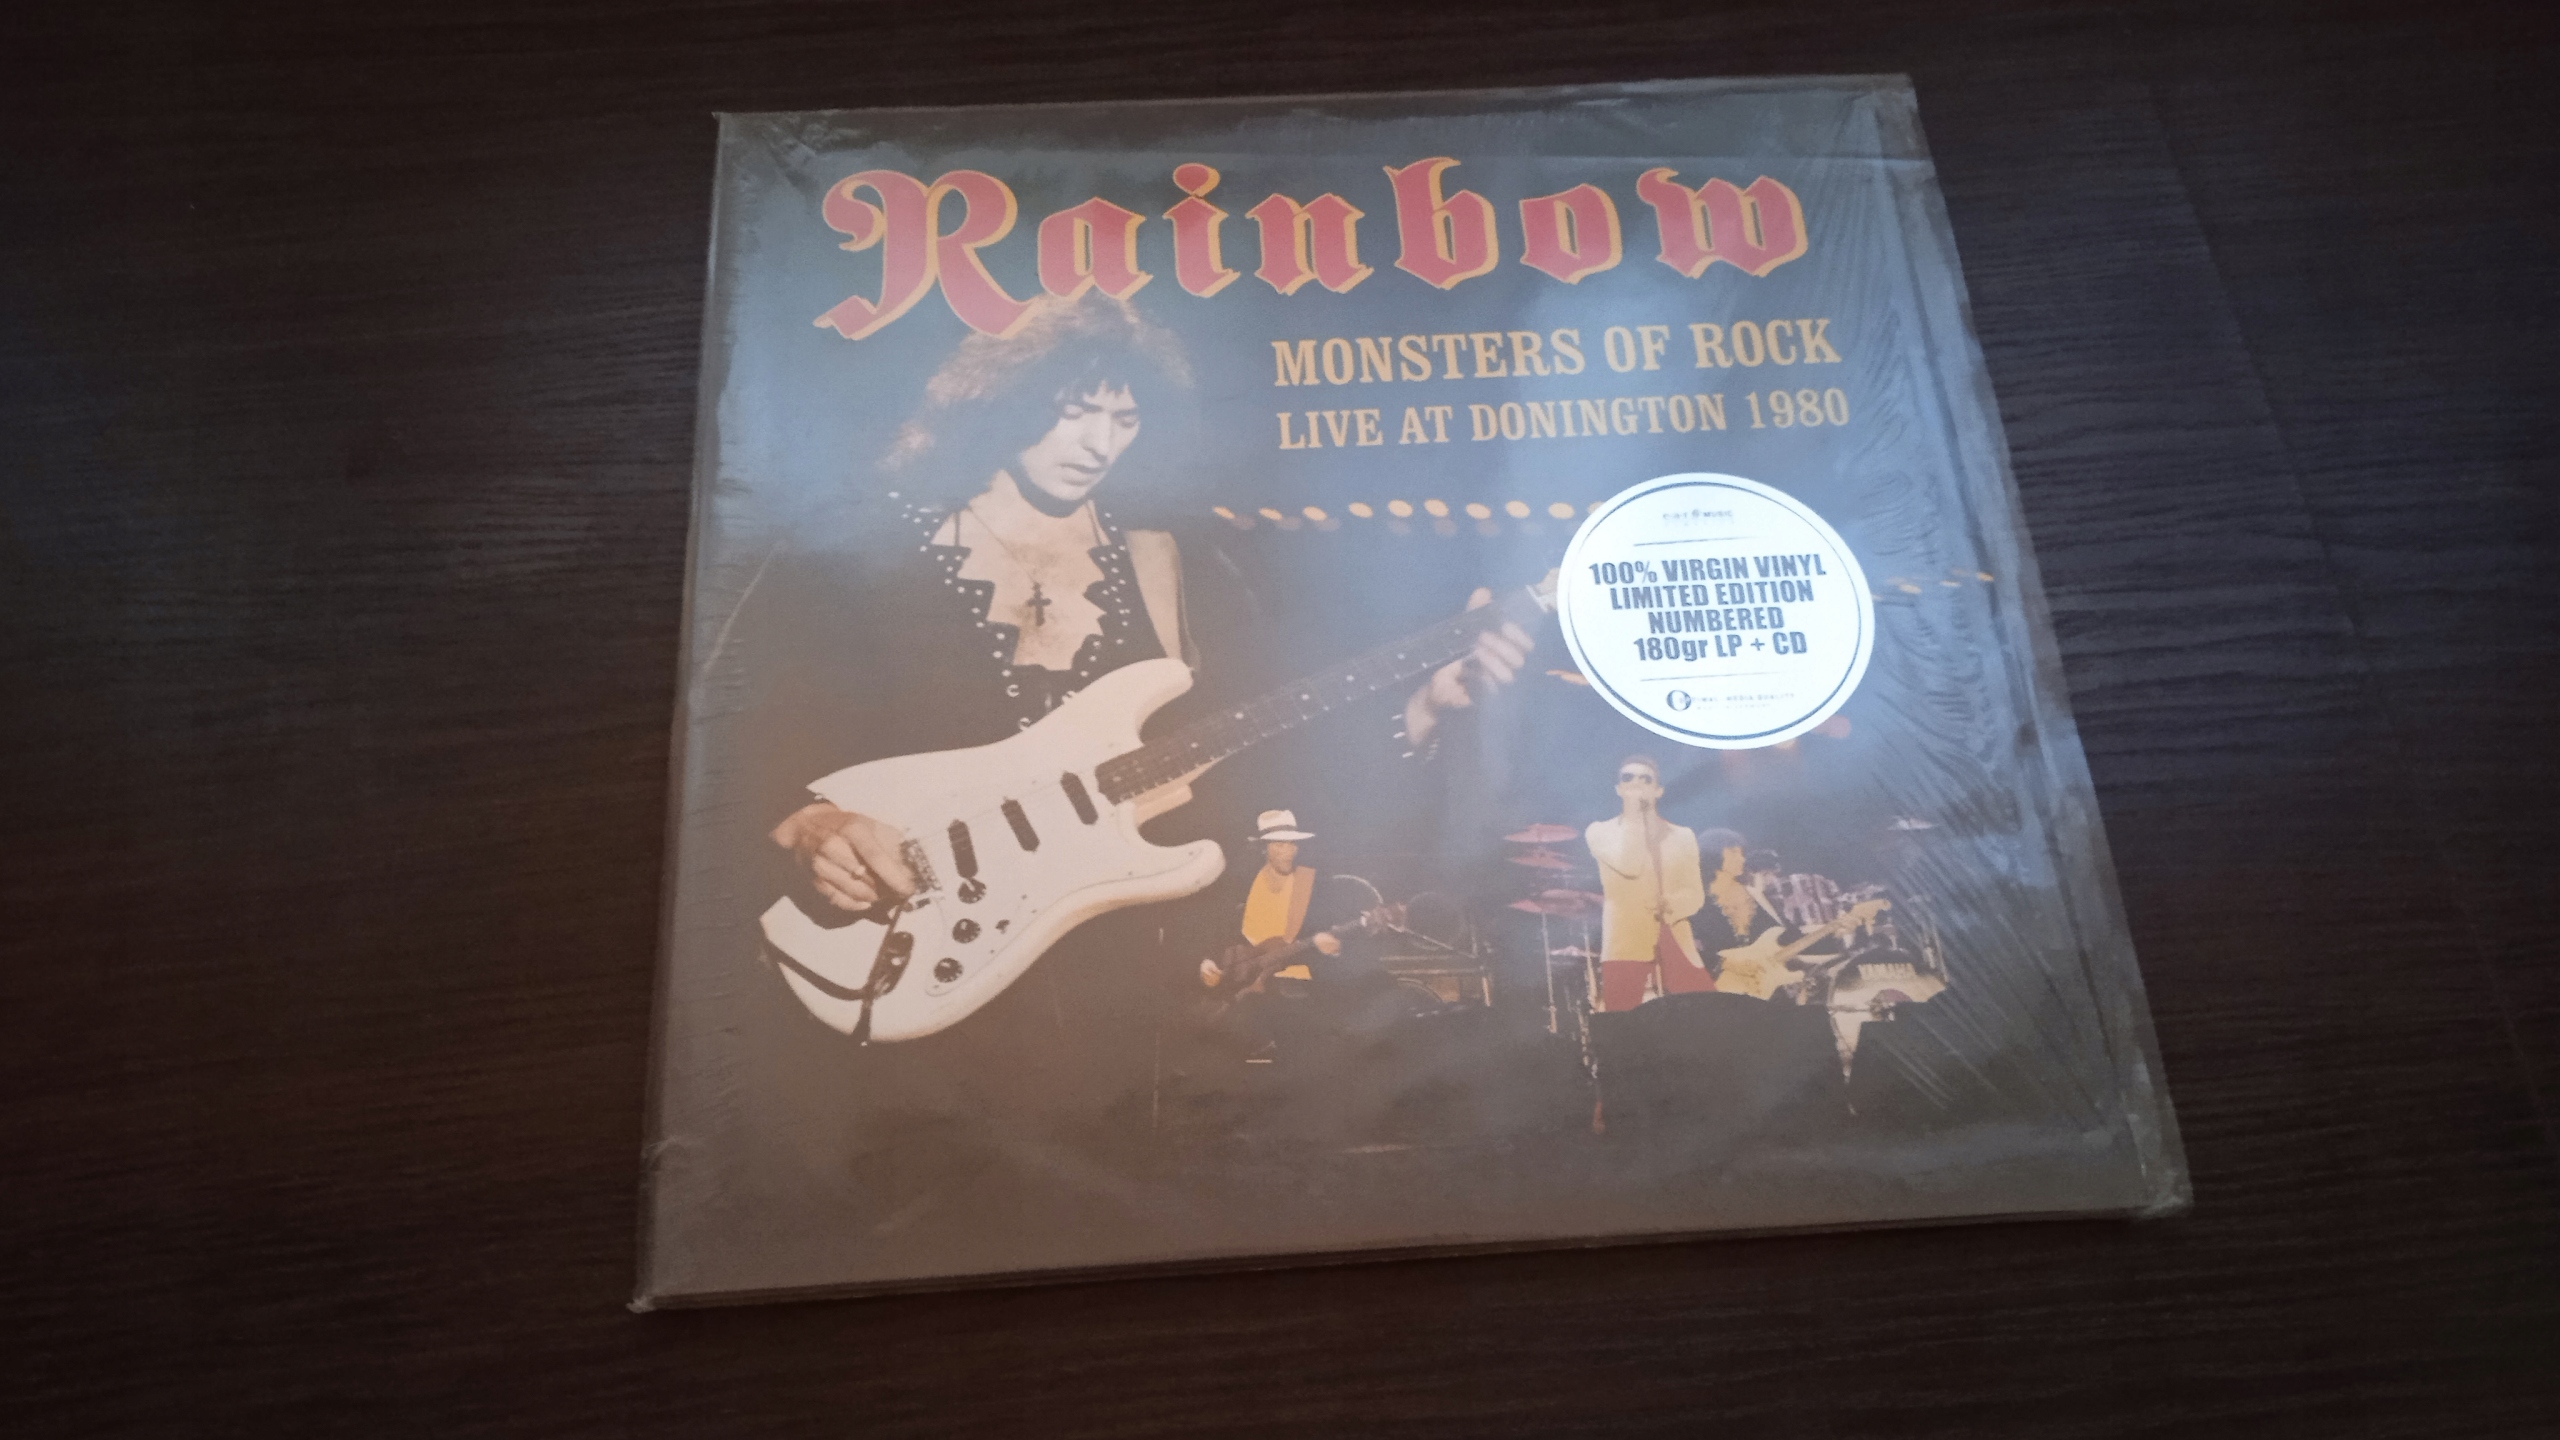 Rainbow
MONSTERS OF ROCK
LIVE AT DONINGTON 1980
100% VIRGIN VINYL
LIMITED EDITION
NUMBERED
180gr LP + CD
YAMAHA